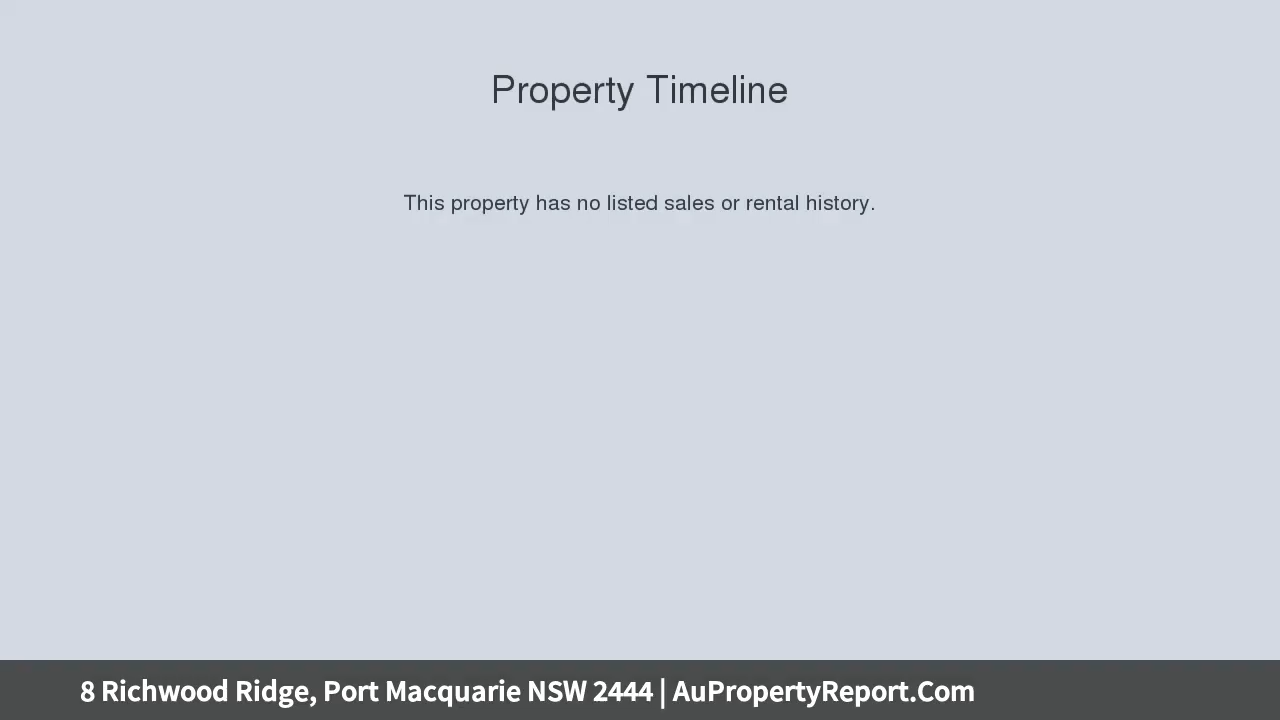 Property Timeline
This property has no listed sales or rental history.
8 Richwood Ridge, Port Macquarie NSW 2444 | AuPropertyReport.Com